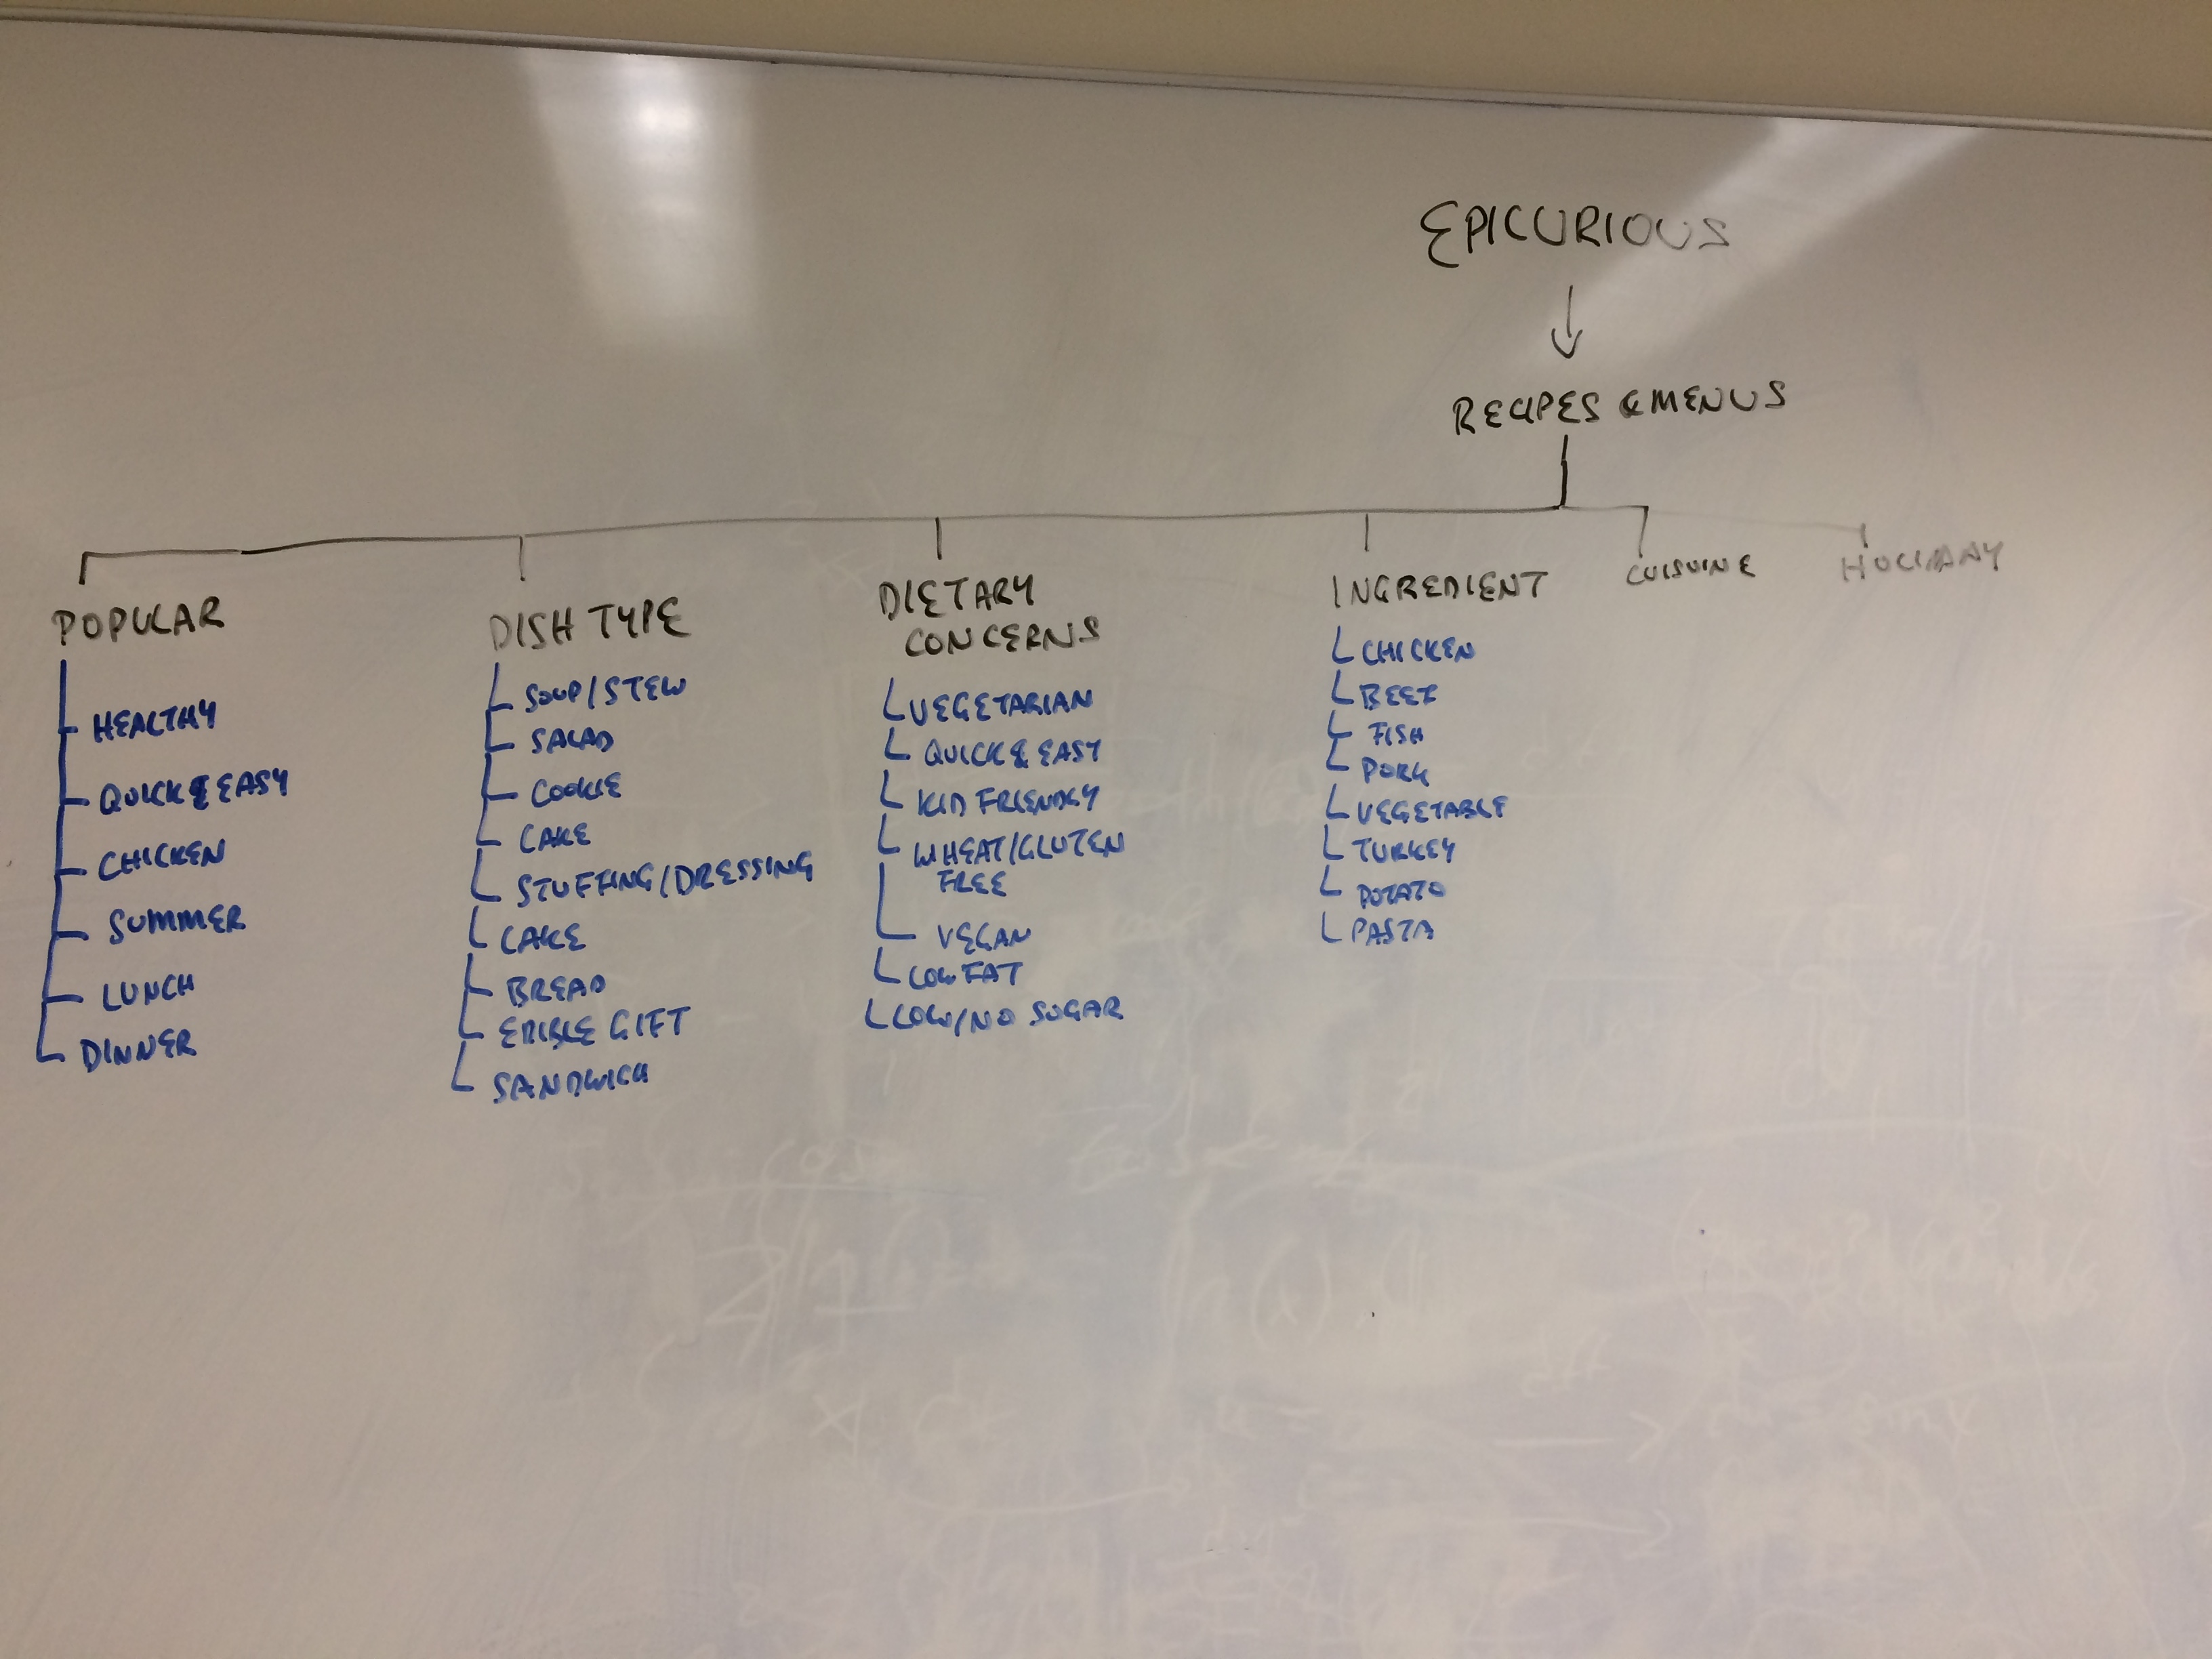 EPICURIOUS
RECIPES & MENUS
POPULAR
HEALTHY
QUICK & EASY
CHICKEN
SUMMER
LUNCH
DINNER
DISH TYPE
SOUP/STEW
SALAD
COOKIE
CAKE
STUFFING/DRESSING
CAKE
BREAD
EDIBLE GIFT
SANDWICH
DIETARY
CONCERNS
VEGETARIAN
QUICK & EASY
KID FRIENDLY
WHEAT/GLUTEN
FREE
VEGAN
LOW FAT
LOW/NO SUGAR
INGREDIENT
CHICKEN
BEEF
FISH
PORK
VEGETABLE
TURKEY
POTATO
PASTA
CUISUINE